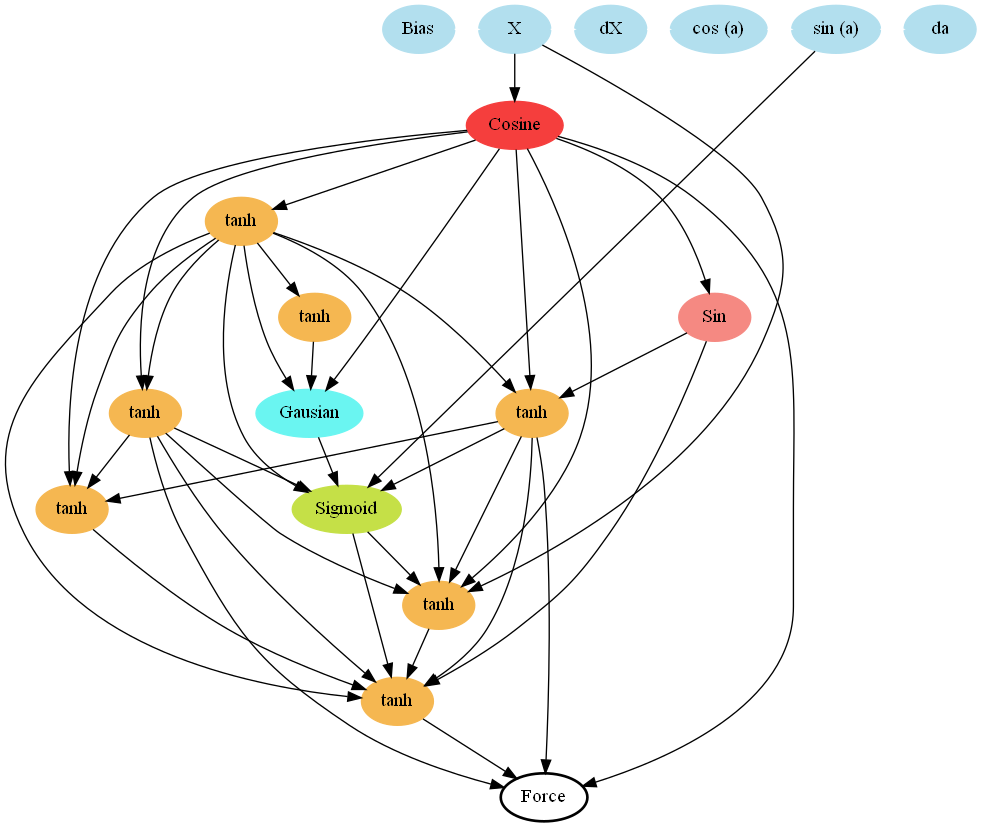 Bias
X
dX
cos (a)
sin (a)
da
Cosine
tanh
tanh
Sin
tanh
Gausian
tanh
tanh
Sigmoid
tanh
tanh
Force